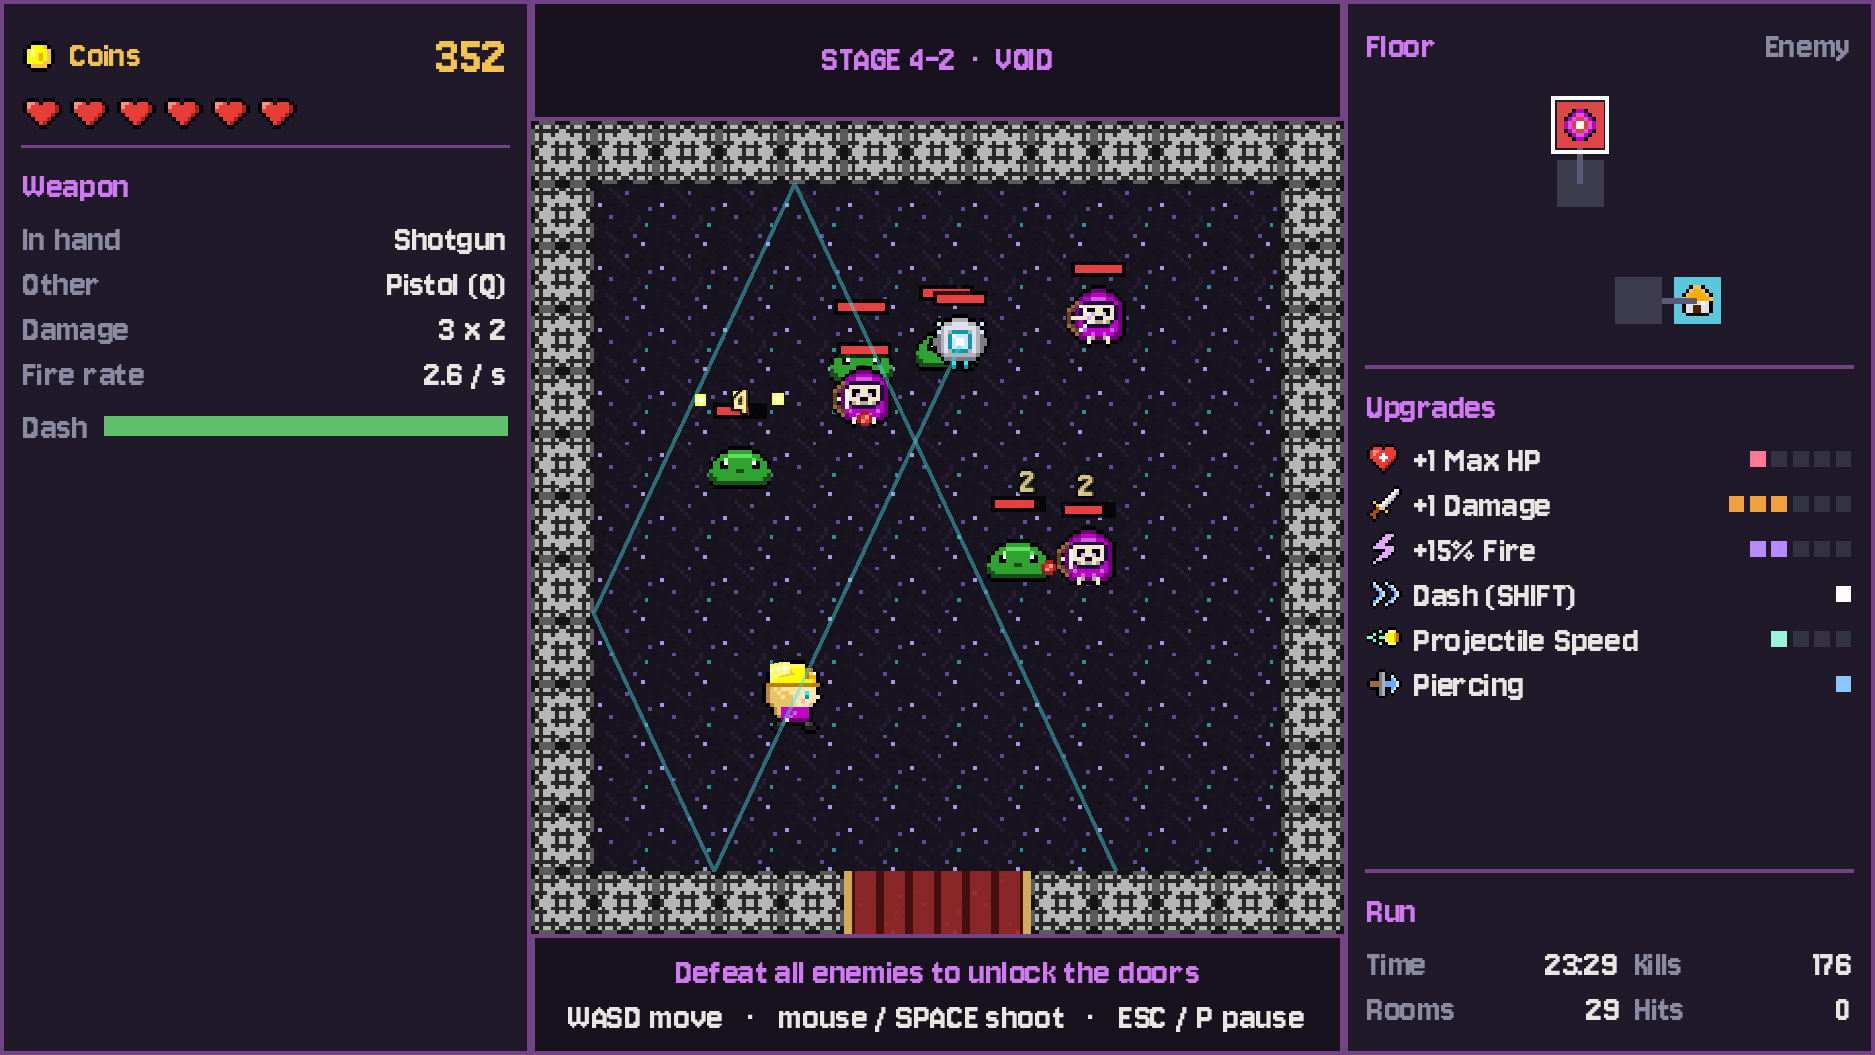 Coins 352
Weapon
In hand Shotgun
Other Pistol (Q)
Damage 3 x 2
Fire rate 2.6 / s
Dash
STAGE 4-2 · VOID
4
2 2
Defeat all enemies to unlock the doors
WASD move · mouse / SPACE shoot · ESC / P pause
Floor Enemy
Upgrades
+1 Max HP
+1 Damage
+15% Fire
Dash (SHIFT)
Projectile Speed
Piercing
Run
Time 23:29 Kills 176
Rooms 29 Hits 0